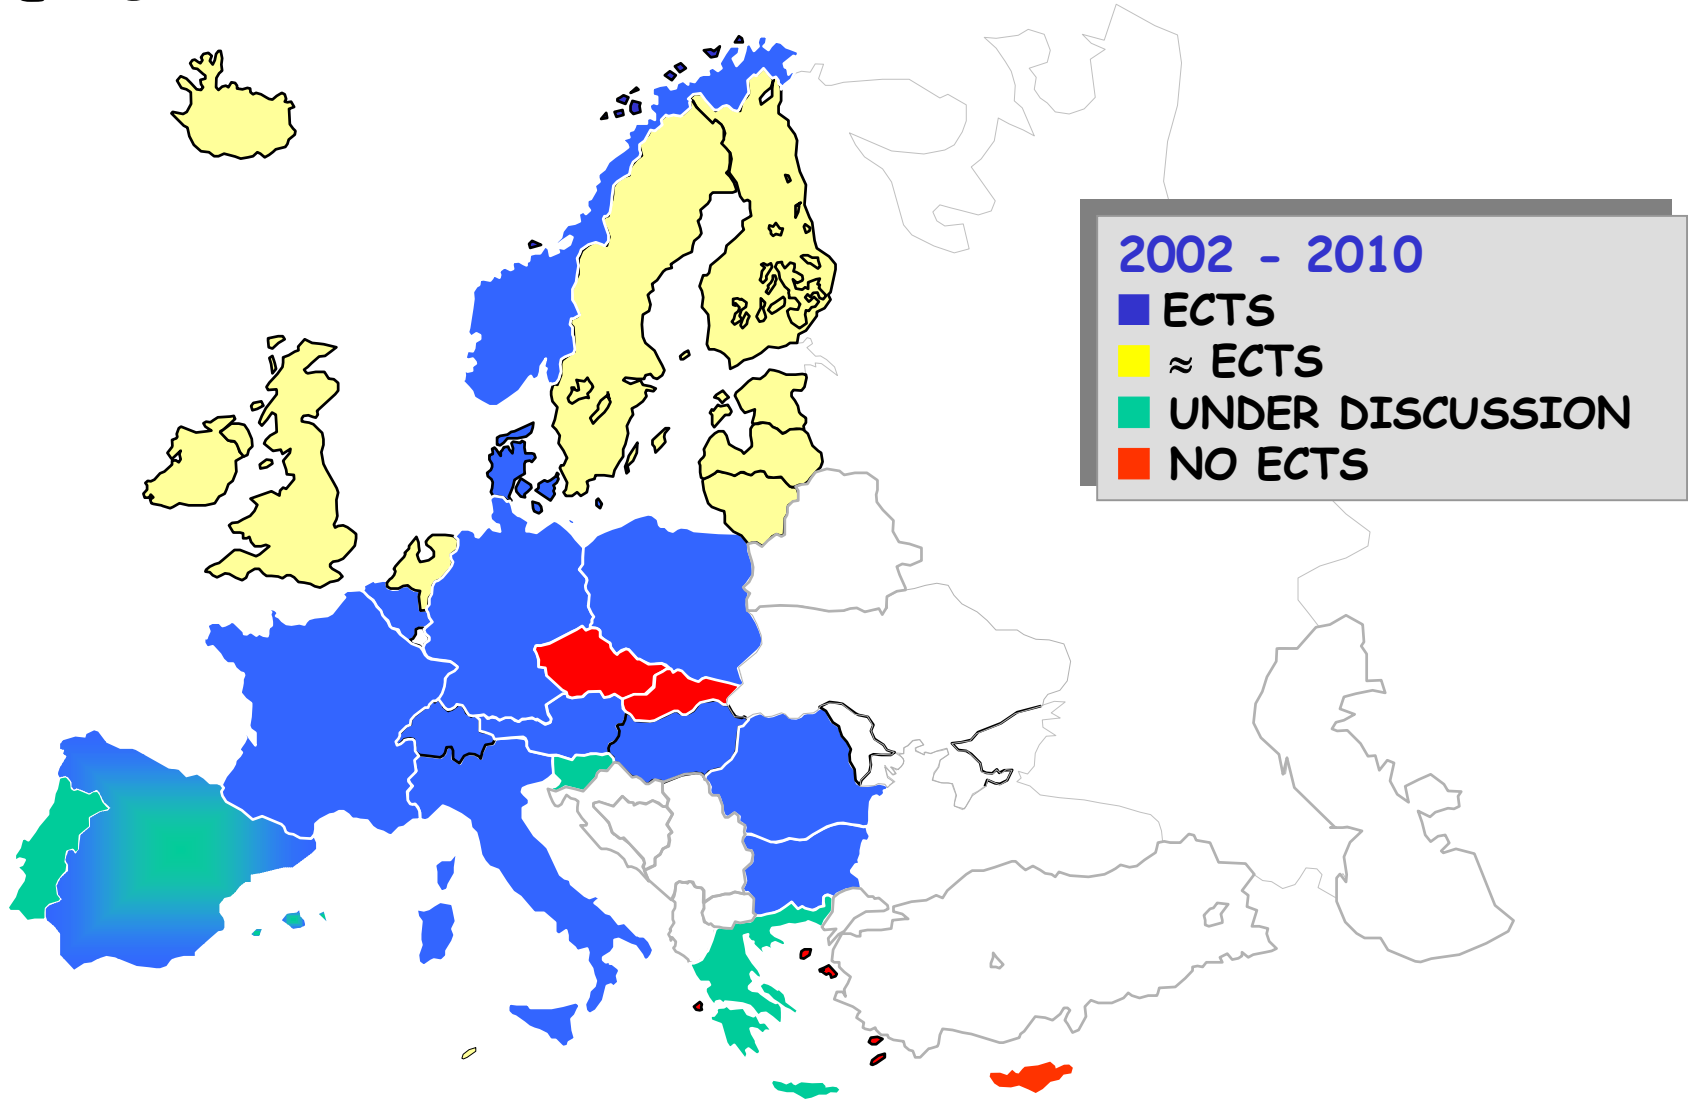 2002 - 2010
ECTS
≈ ECTS
UNDER DISCUSSION
NO ECTS